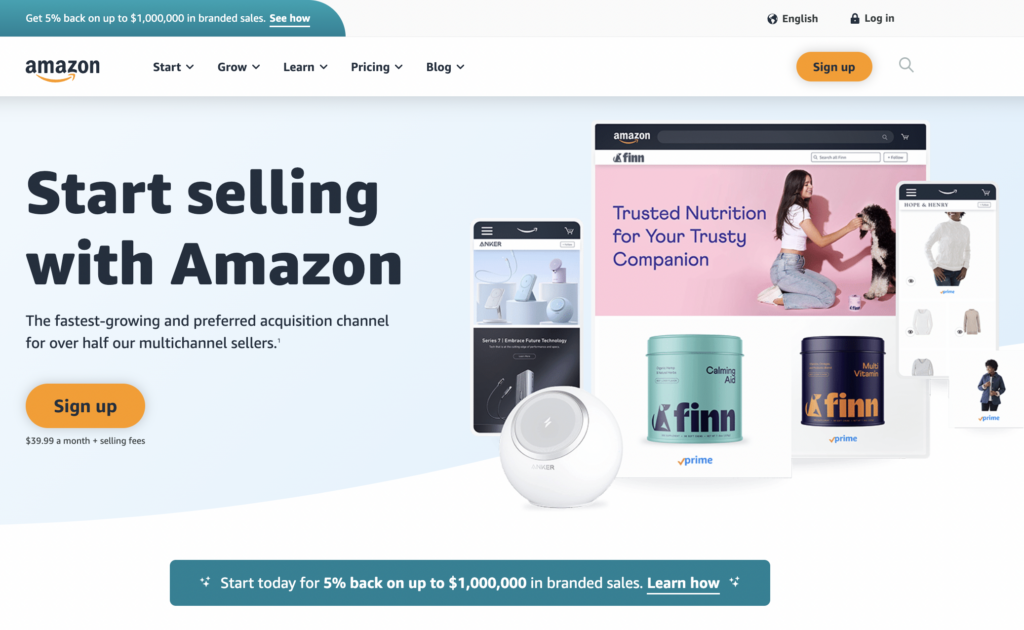 Get 5% back on up to $1,000,000 in branded sales. See how
English
Log in
amazon
Start
Grow
Learn
Pricing
Blog
Sign up
Start selling
with Amazon
The fastest-growing and preferred acquisition channel
for over half our multichannel sellers.¹
Sign up
$39.99 a month + selling fees
ANKER
Series 7 | Embrace Future Technology
ANKER
amazon
finn
Search all Finn
+ Follow
Trusted Nutrition
for Your Trusty
Companion
Calming
Aid
finn
prime
Multi
Vitamin
finn
prime
HOPE & HENRY
prime
prime
Start today for 5% back on up to $1,000,000 in branded sales. Learn how